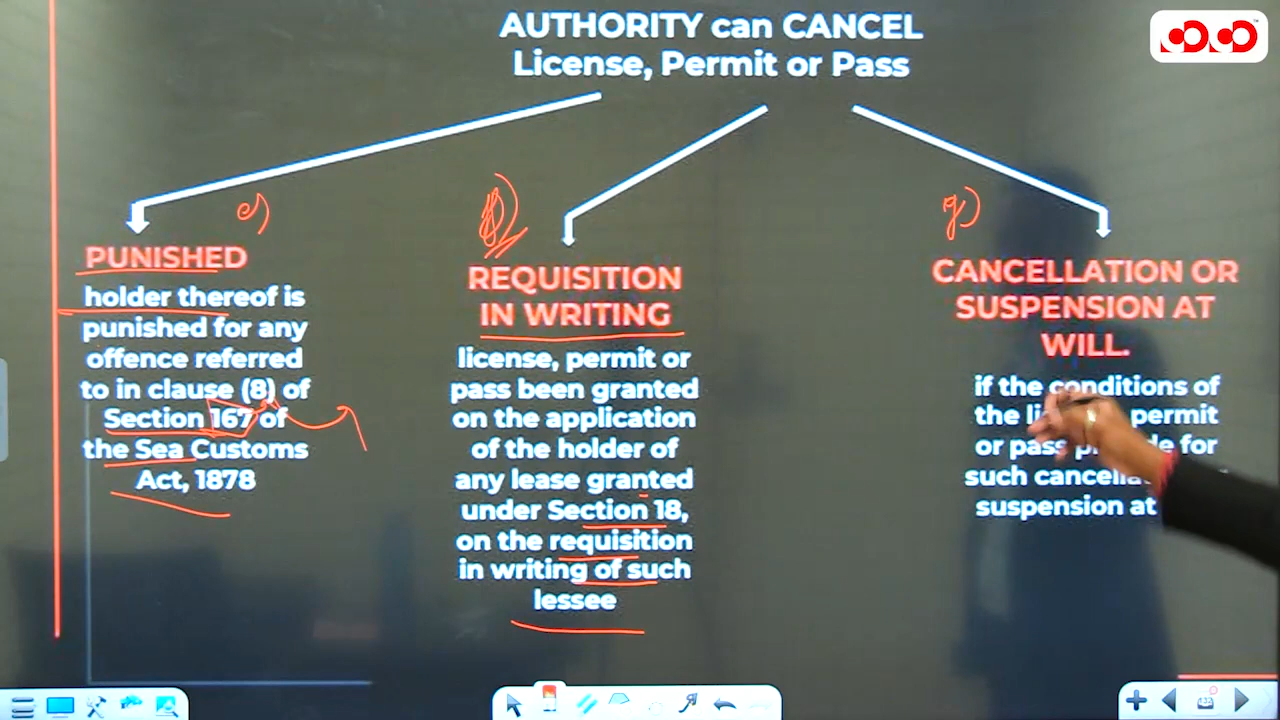 AUTHORITY can CANCEL
License, Permit or Pass
e)
PUNISHED
holder thereof is
punished for any
offence referred
to in clause (8) of
Section 167 of
the Sea Customs
Act, 1878
f)
REQUISITION
IN WRITING
license, permit or
pass been granted
on the application
of the holder of
any lease granted
under Section 18,
on the requisition
in writing of such
lessee
g)
CANCELLATION OR
SUSPENSION AT
WILL.
if the conditions of
the permit
or pass for
such
suspension at